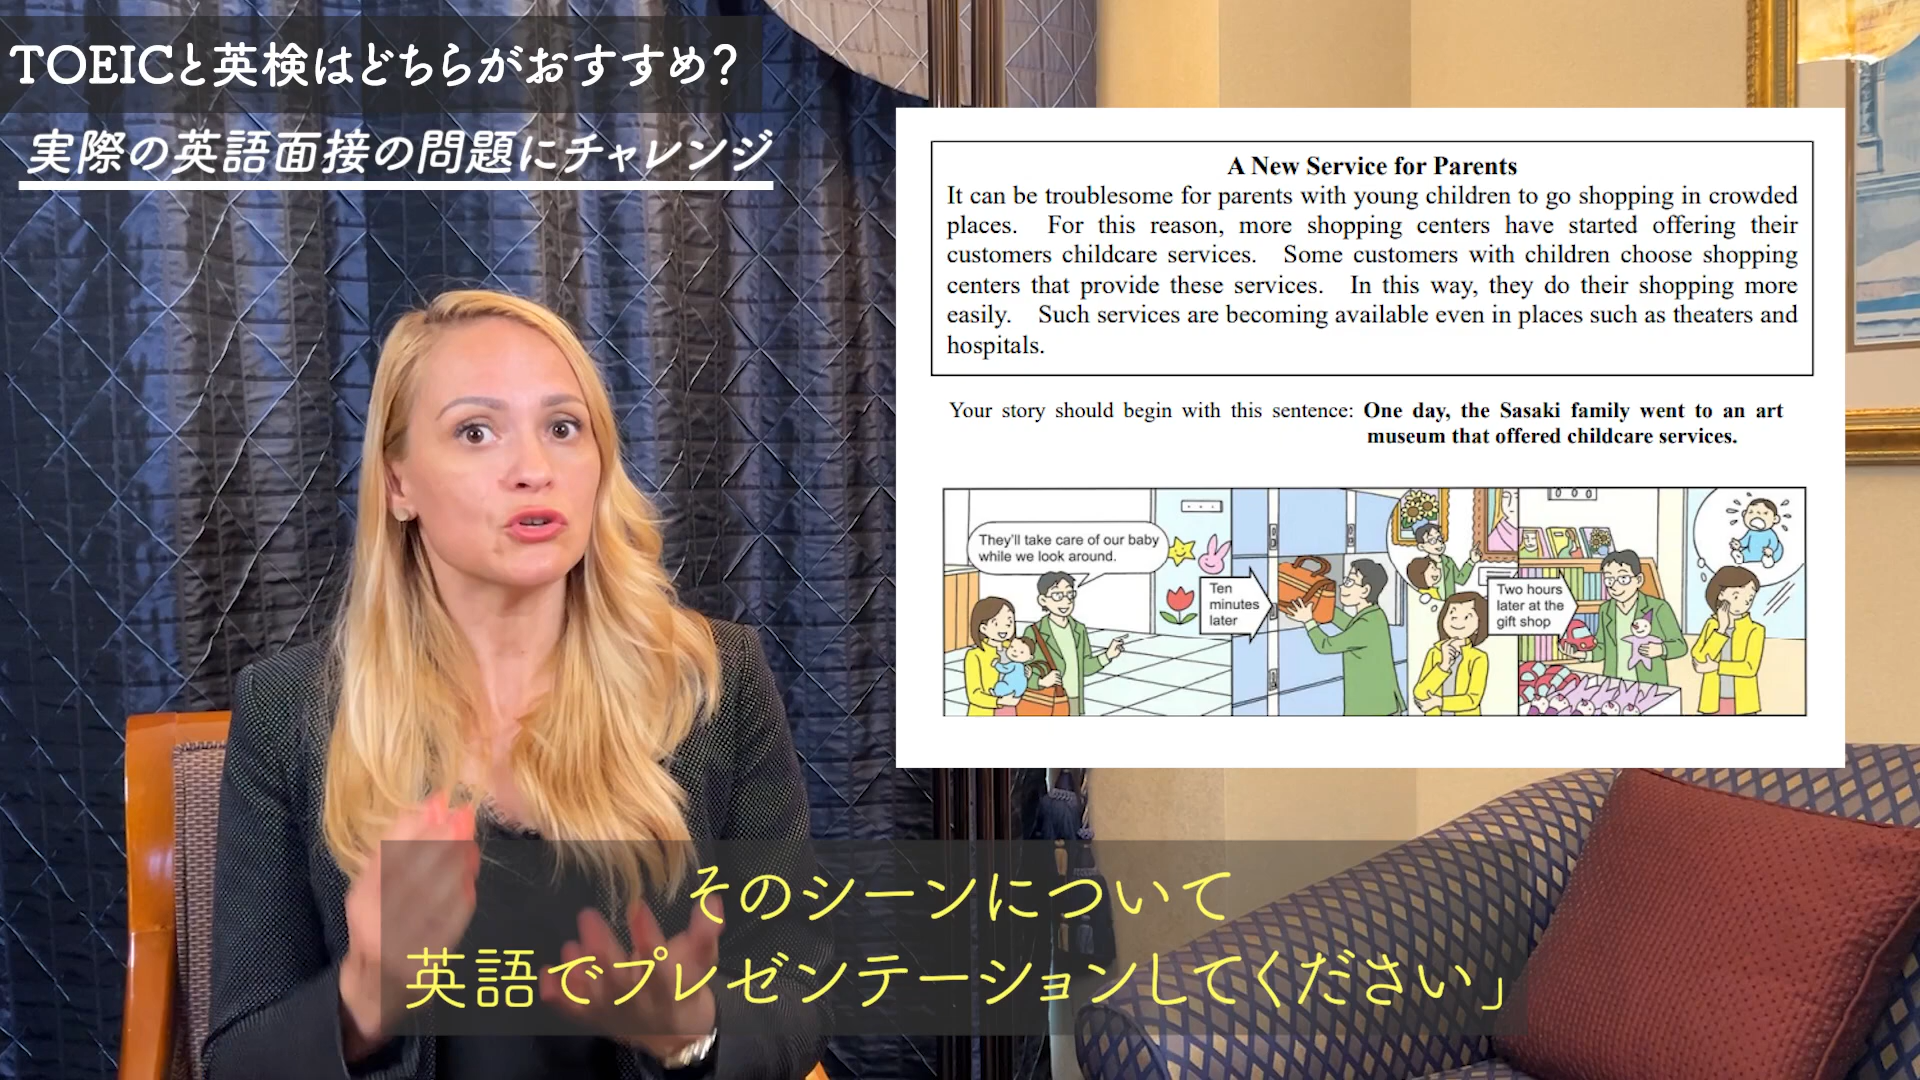 TOEICと英検はどちらがおすすめ?
実際の英語面接の問題にチャレンジ
A New Service for Parents
It can be troublesome for parents with young children to go shopping in crowded
places. For this reason, more shopping centers have started offering their
customers childcare services. Some customers with children choose shopping
centers that provide these services. In this way, they do their shopping more
easily. Such services are becoming available even in places such as theaters and
hospitals.
Your story should begin with this sentence: One day, the Sasaki family went to an art
museum that offered childcare services.
They'll take care of our baby
while we look around.
Ten
minutes
later
Two hours
later at the
gift shop
そのシーンについて
英語でプレゼンテーションしてください」